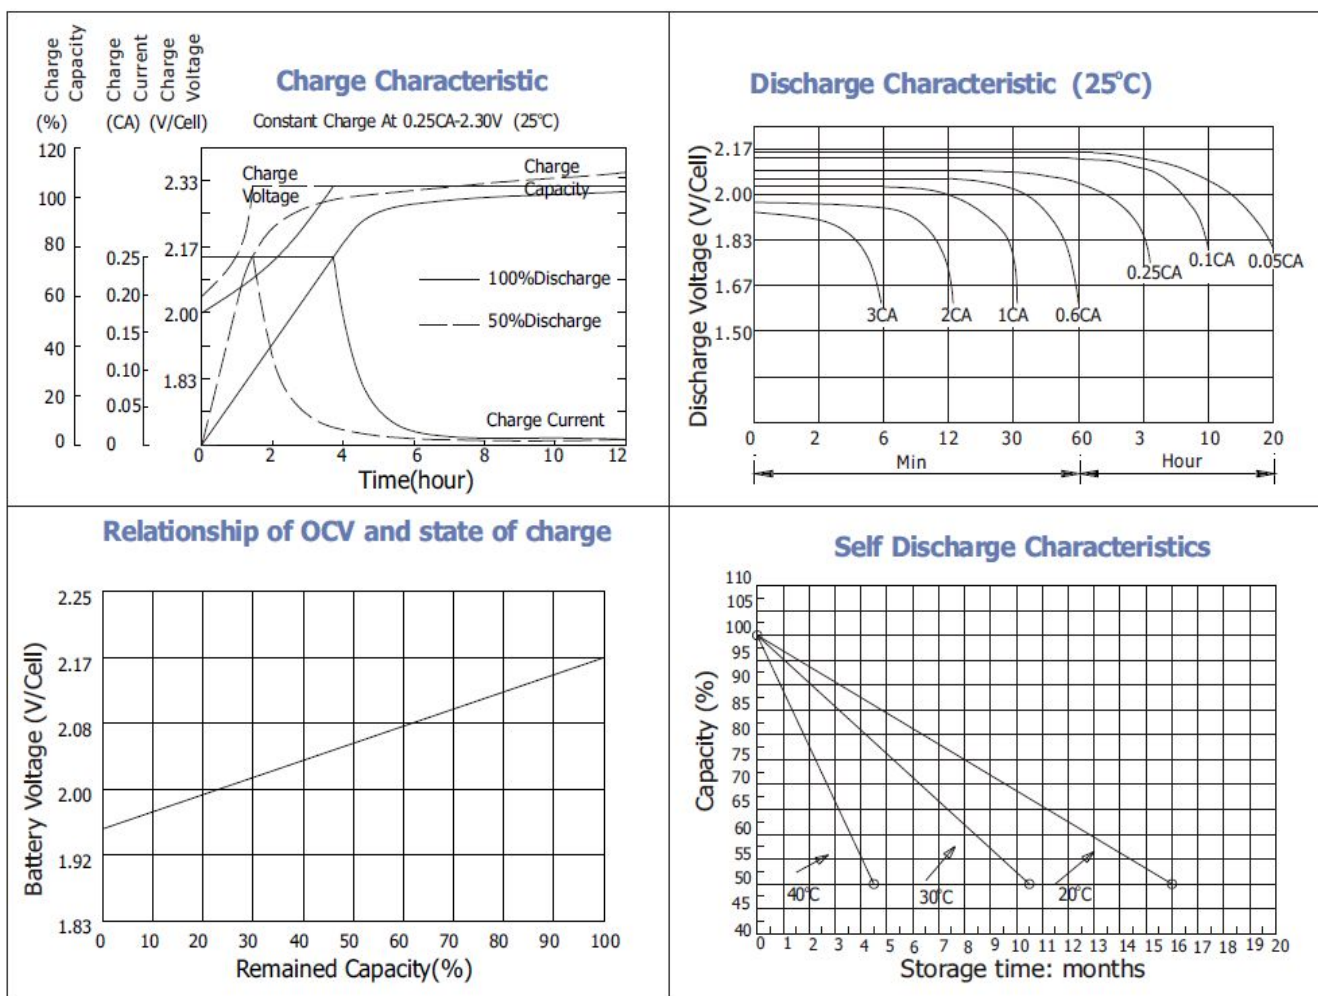 Charge
Capacity
Charge
Current
Charge
Voltage
Charge Characteristic
(%)
(CA)
(V/Cell)
Constant Charge At 0.25CA-2.30V (25°C)
120
100
80
60
40
20
0
0.25
0.20
0.15
0.10
0.05
0
2.33
2.17
2.00
1.83
Charge
Voltage
Charge
Capacity
100%Discharge
50%Discharge
Charge Current
0 2 4 6 8 10 12
Time(hour)
Discharge Characteristic (25°C)
Discharge Voltage (V/Cell)
2.17
2.00
1.83
1.67
1.50
3CA
2CA
1CA
0.6CA
0.25CA
0.1CA
0.05CA
0 2 6 12 30 60 3 10 20
Min
Hour
Relationship of OCV and state of charge
Battery Voltage (V/Cell)
2.25
2.17
2.08
2.00
1.92
1.83
0 10 20 30 40 50 60 70 80 90 100
Remained Capacity(%)
Self Discharge Characteristics
Capacity (%)
110
105
100
95
90
85
80
75
70
65
60
55
50
45
40
40°C
30°C
20°C
0 1 2 3 4 5 6 7 8 9 10 11 12 13 14 15 16 17 18 19 20
Storage time: months